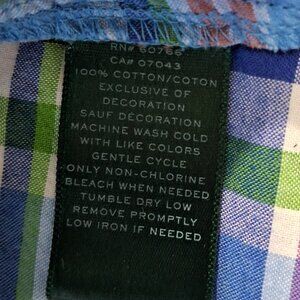 RN# 60766
CA# 07043
100% COTTON/COTON
EXCLUSIVE OF
DECORATION
SAUF DECORATION
MACHINE WASH COLD
WITH LIKE COLORS
GENTLE CYCLE
ONLY NON-CHLORINE
BLEACH WHEN NEEDED
TUMBLE DRY LOW
REMOVE PROMPTLY
LOW IRON IF NEEDED